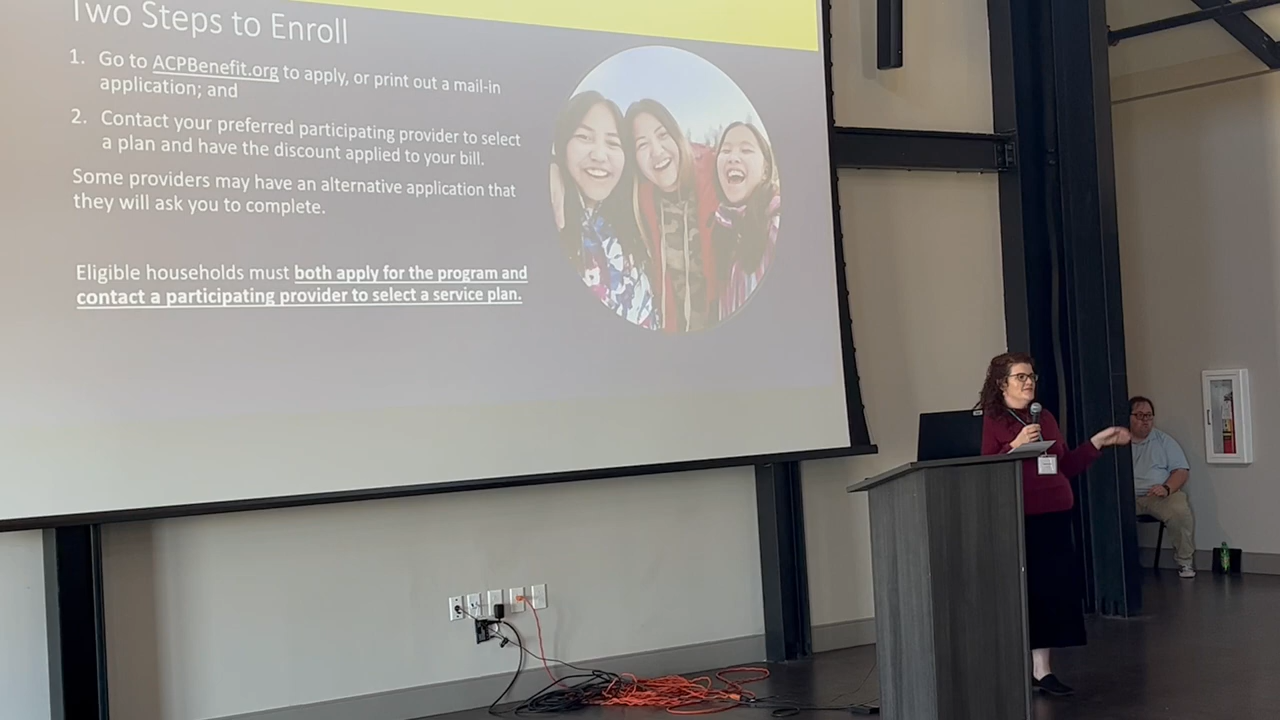 Two Steps to Enroll
1. Go to ACPBenefit.org to apply, or print out a mail-in
application; and
2. Contact your preferred participating provider to select
a plan and have the discount applied to your bill.
Some providers may have an alternative application that
they will ask you to complete.
Eligible households must both apply for the program and
contact a participating provider to select a service plan.